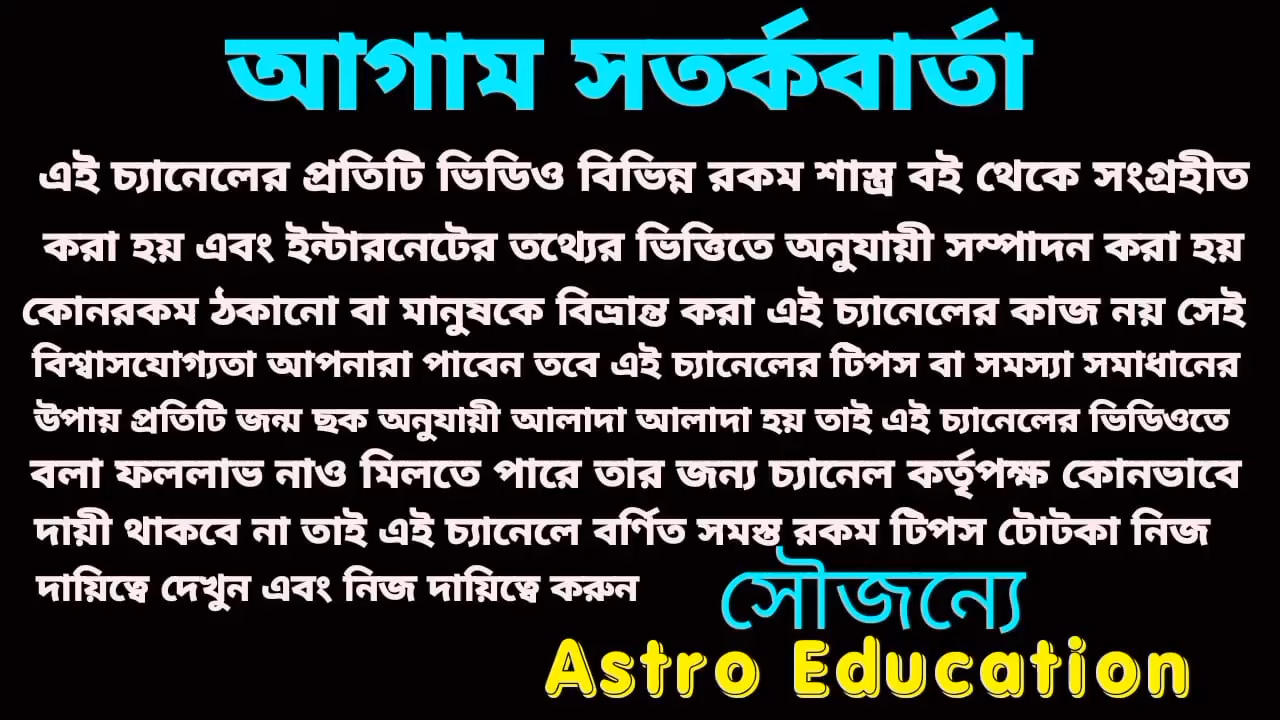 আগাম সতর্কবার্তা
এই চ্যানেলের প্রতিটি ভিডিও বিভিন্ন রকম শাস্ত্র বই থেকে সংগ্রহীত
করা হয় এবং ইন্টারনেটের তথ্যের ভিত্তিতে অনুযায়ী সম্পাদন করা হয়
কোনরকম ঠকানো বা মানুষকে বিভ্রান্ত করা এই চ্যানেলের কাজ নয় সেই
বিশ্বাসযোগ্যতা আপনারা পাবেন তবে এই চ্যানেলের টিপস বা সমস্যা সমাধানের
উপায় প্রতিটি জন্ম ছক অনুযায়ী আলাদা আলাদা হয় তাই এই চ্যানেলের ভিডিওতে
বলা ফললাভ নাও মিলতে পারে তার জন্য চ্যানেল কর্তৃপক্ষ কোনভাবে
দায়ী থাকবে না তাই এই চ্যানেলে বর্ণিত সমস্ত রকম টিপস টোটকা নিজ
দায়িত্বে দেখুন এবং নিজ দায়িত্বে করুন
সৌজন্যে
Astro Education